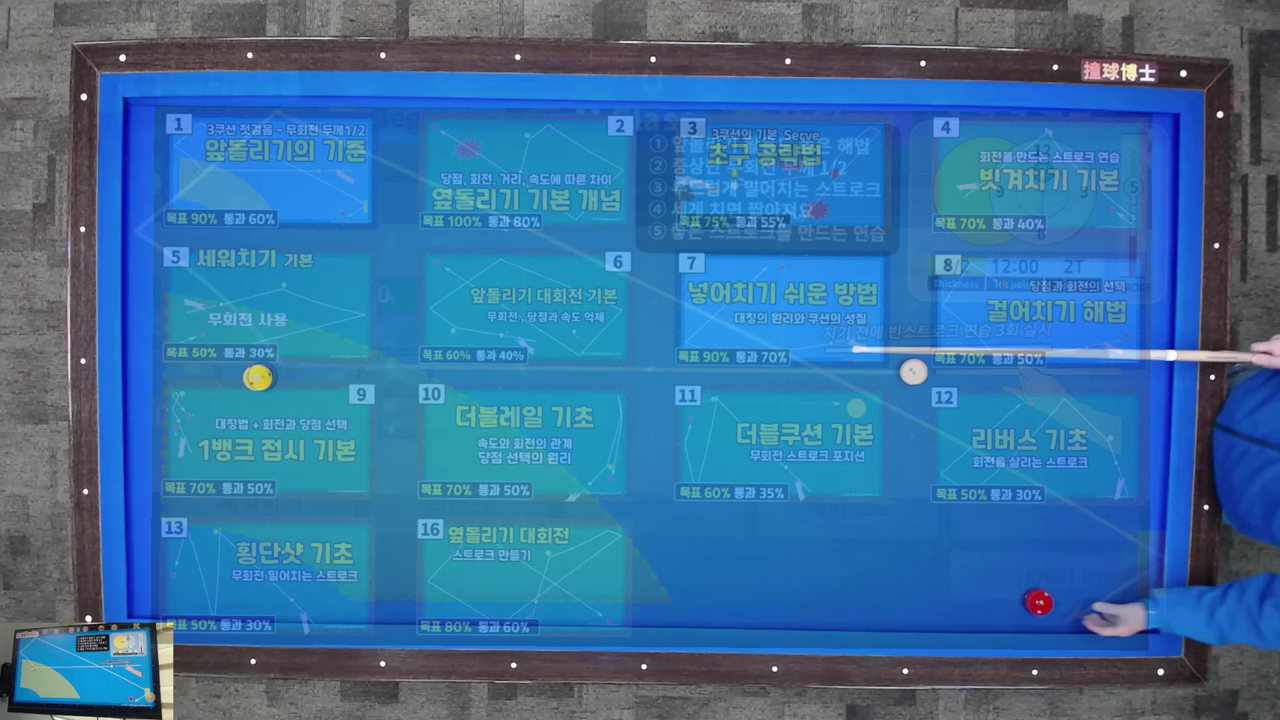 撞球博士
1
3쿠션 첫걸음 - 무회전 두께1/2
앞돌리기의 기준
목표 90% 통과 60%
2
당점, 회전, 거리, 속도에 따른 차이
옆돌리기 기본 개념
목표 100% 통과 80%
3
3쿠션의 기본 Serve
초구 공략법
목표 75% 통과 55%
4
회전을 만드는 스트로크 연습
빗겨치기 기본
목표 70% 통과 40%
5
세워치기 기본
무회전 사용
목표 50% 통과 30%
6
앞돌리기 대회전 기본
무회전, 당점과 속도 억제
목표 60% 통과 40%
7
넣어치기 쉬운 방법
대칭의 원리와 쿠션의 성질
목표 90% 통과 70%
8
당점과 회전의 선택
걸어치기 해법
목표 70% 통과 50%
12:00
2T
Thickness
치기 전에 빈스트로크 연습 3회 실시
9
대칭법 + 회전과 당점 선택
1뱅크 접시 기본
목표 70% 통과 50%
10
더블레일 기초
속도와 회전의 관계
당점 선택의 원리
목표 70% 통과 50%
11
더블쿠션 기본
무회전 스트로크 포지션
목표 60% 통과 35%
12
리버스 기초
회전을 살리는 스트로크
목표 50% 통과 30%
13
횡단샷 기초
무회전 밀어치는 스트로크
목표 50% 통과 30%
16
옆돌리기 대회전
스트로크 만들기
목표 80% 통과 60%